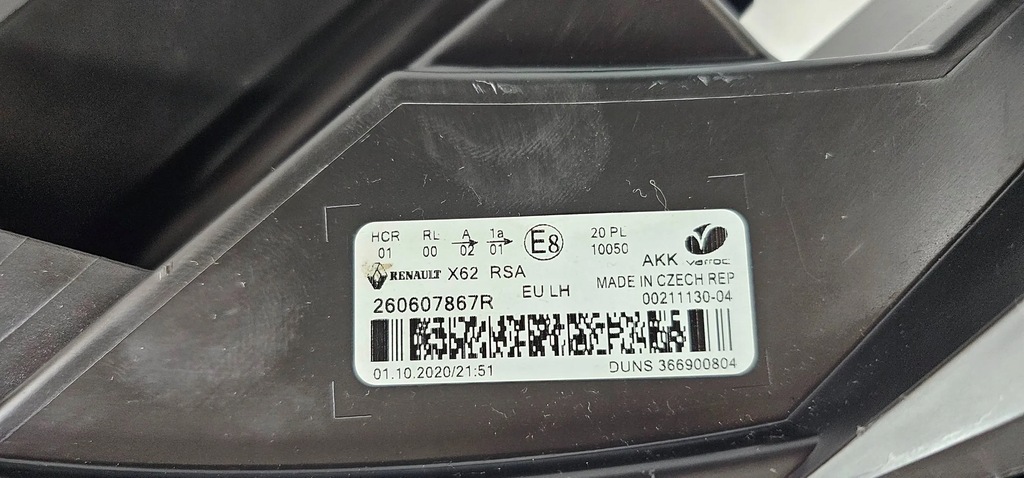 HCR RL A 1a E8 20 PL
01 00 02 01 10050
AKK varroc
RENAULT X62 RSA
MADE IN CZECH REP
260607867R EU LH 00211130-04
01.10.2020/21:51 DUNS 366900804